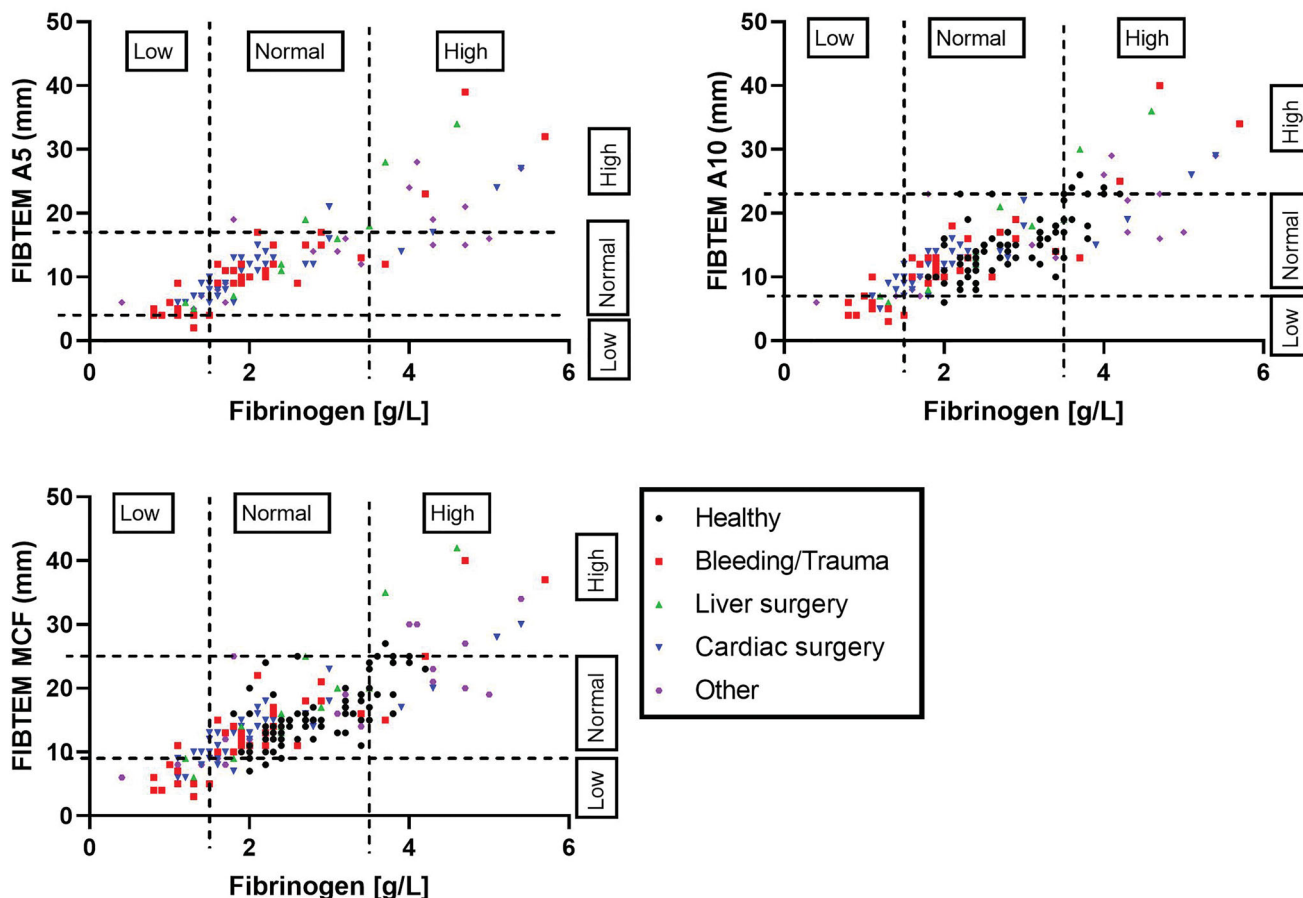 FIBTEM A5 (mm)
50
40
30
20
10
0
Low
Normal
High
High
Normal
Low
0
2
4
6
Fibrinogen [g/L]
FIBTEM A10 (mm)
50
40
30
20
10
0
Low
Normal
High
High
Normal
Low
0
2
4
6
Fibrinogen [g/L]
FIBTEM MCF (mm)
50
40
30
20
10
0
Low
Normal
High
High
Normal
Low
0
2
4
6
Fibrinogen [g/L]
Healthy
Bleeding/Trauma
Liver surgery
Cardiac surgery
Other